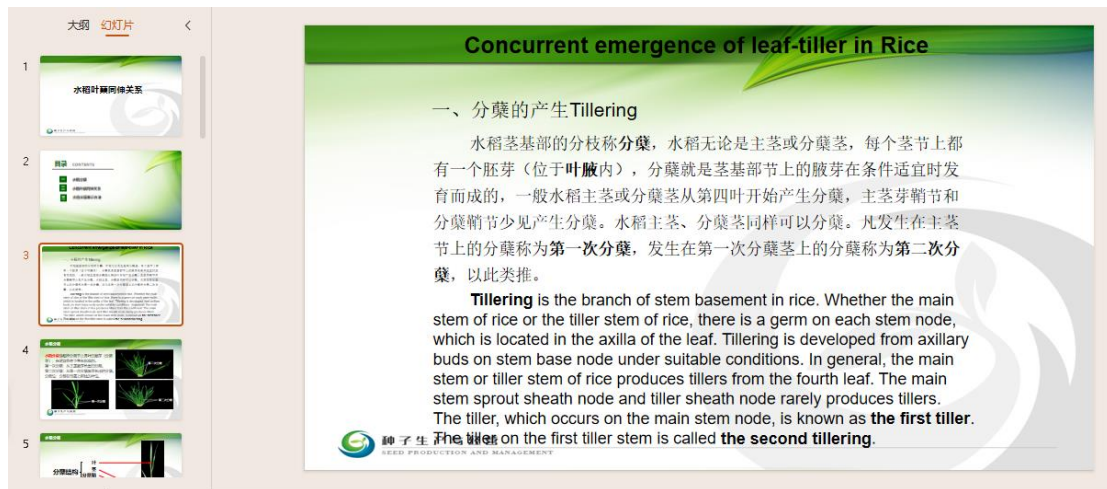 大纲 幻灯片
1
水稻叶蘖同伸关系
2
目录
3
4
5
Concurrent emergence of leaf-tiller in Rice
一、分蘖的产生Tillering
水稻茎基部的分枝称分蘖，水稻无论是主茎或分蘖茎，每个茎节上都
有一个胚芽（位于叶腋内），分蘖就是茎基部节上的腋芽在条件适宜时发
育而成的，一般水稻主茎或分蘖茎从第四叶开始产生分蘖，主茎芽鞘节和
分蘖鞘节少见产生分蘖。水稻主茎、分蘖茎同样可以分蘖。凡发生在主茎
节上的分蘖称为第一次分蘖，发生在第一次分蘖茎上的分蘖称为第二次分
蘖，以此类推。
Tillering is the branch of stem basement in rice. Whether the main
stem of rice or the tiller stem of rice, there is a germ on each stem node,
which is located in the axilla of the leaf. Tillering is developed from axillary
buds on stem base node under suitable conditions. In general, the main
stem or tiller stem of rice produces tillers from the fourth leaf. The main
stem sprout sheath node and tiller sheath node rarely produces tillers.
The tiller, which occurs on the main stem node, is known as the first tiller.
The tiller on the first tiller stem is called the second tillering.
种子生产与
SEED PRODUCTION AND MANAGEMENT